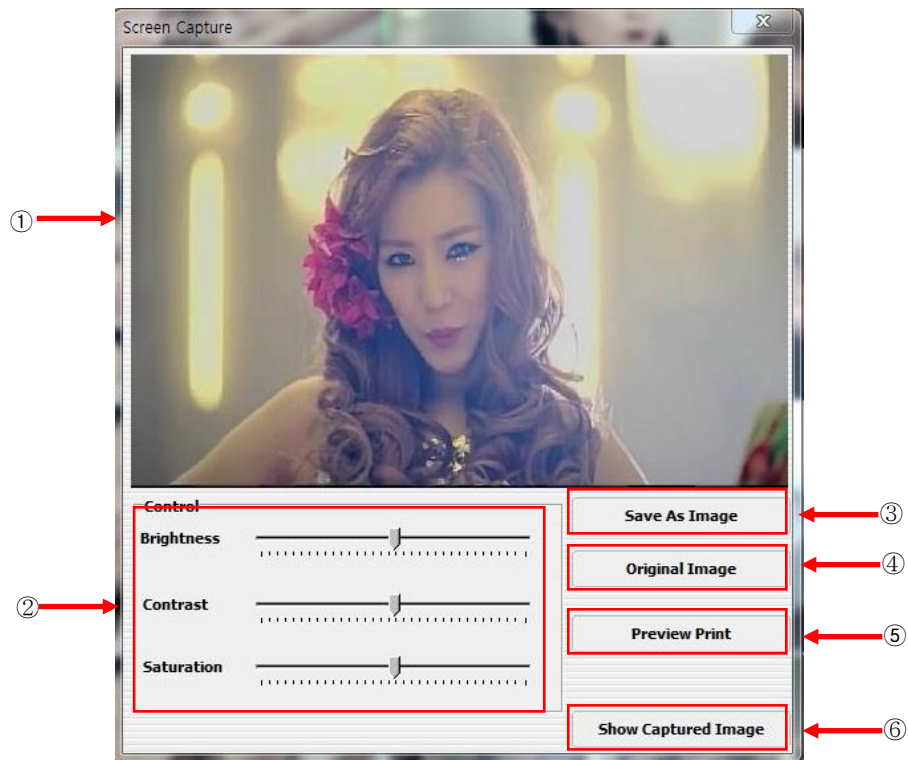 Screen Capture
①
Control
Brightness
Contrast
Saturation
②
Save As Image
③
Original Image
④
Preview Print
⑤
Show Captured Image
⑥